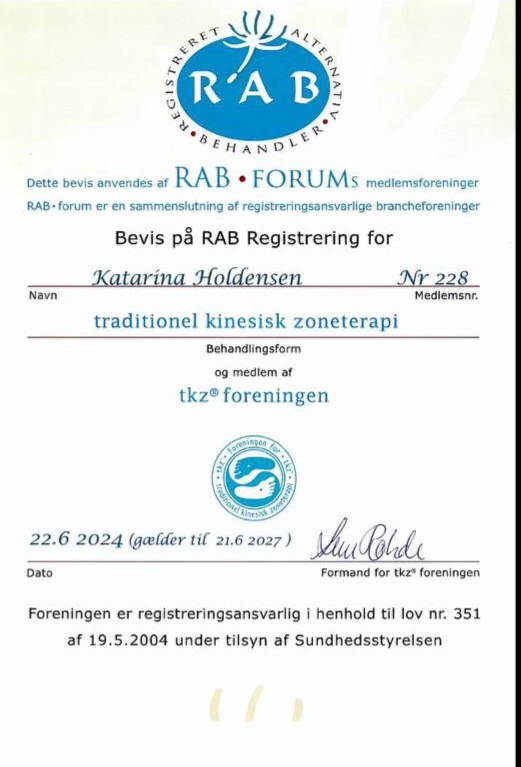 REGISTRERET ALTERNATIV
RAB
• BEHANDLER •
Dette bevis anvendes af RAB • FORUMs medlemsforeninger
RAB • forum er en sammenslutning af registreringsansvarlige brancheforeninger
Bevis på RAB Registrering for
Katarina Holdensen Nr 228
Navn Medlemsnr.
traditionel kinesisk zoneterapi
Behandlingsform
og medlem af
tkz® foreningen
• tkz • Foreningen for • tkz •
traditionel kinesisk zoneterapi
22.6 2024 (gælder til 21.6 2027)
Dato Formand for tkz® foreningen
Foreningen er registreringsansvarlig i henhold til lov nr. 351
af 19.5.2004 under tilsyn af Sundhedsstyrelsen